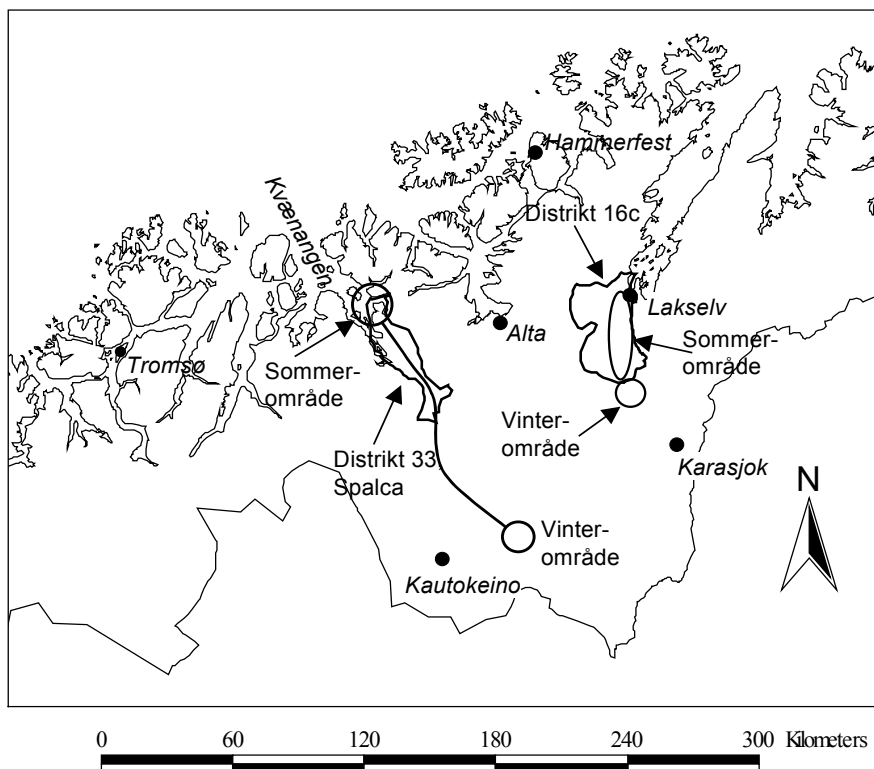 Hammerfest
Kvænangen
Distrikt 16c
Lakselv
Alta
Sommer-
område
Tromsø
Sommer-
område
Vinter-
område
Distrikt 33,
Spalca
Karasjok
N
Vinter-
område
Kautokeino
0 60 120 180 240 300 Kilometers